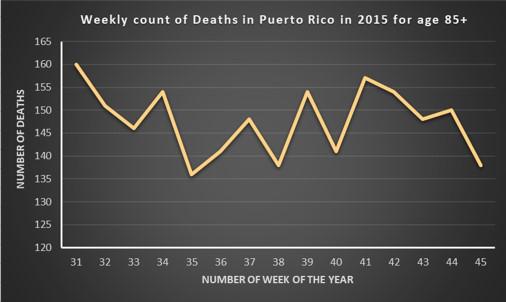 Weekly count of Deaths in Puerto Rico in 2015 for age 85+
NUMBER OF DEATHS
165
160
155
150
145
140
135
130
125
120
31 32 33 34 35 36 37 38 39 40 41 42 43 44 45
NUMBER OF WEEK OF THE YEAR